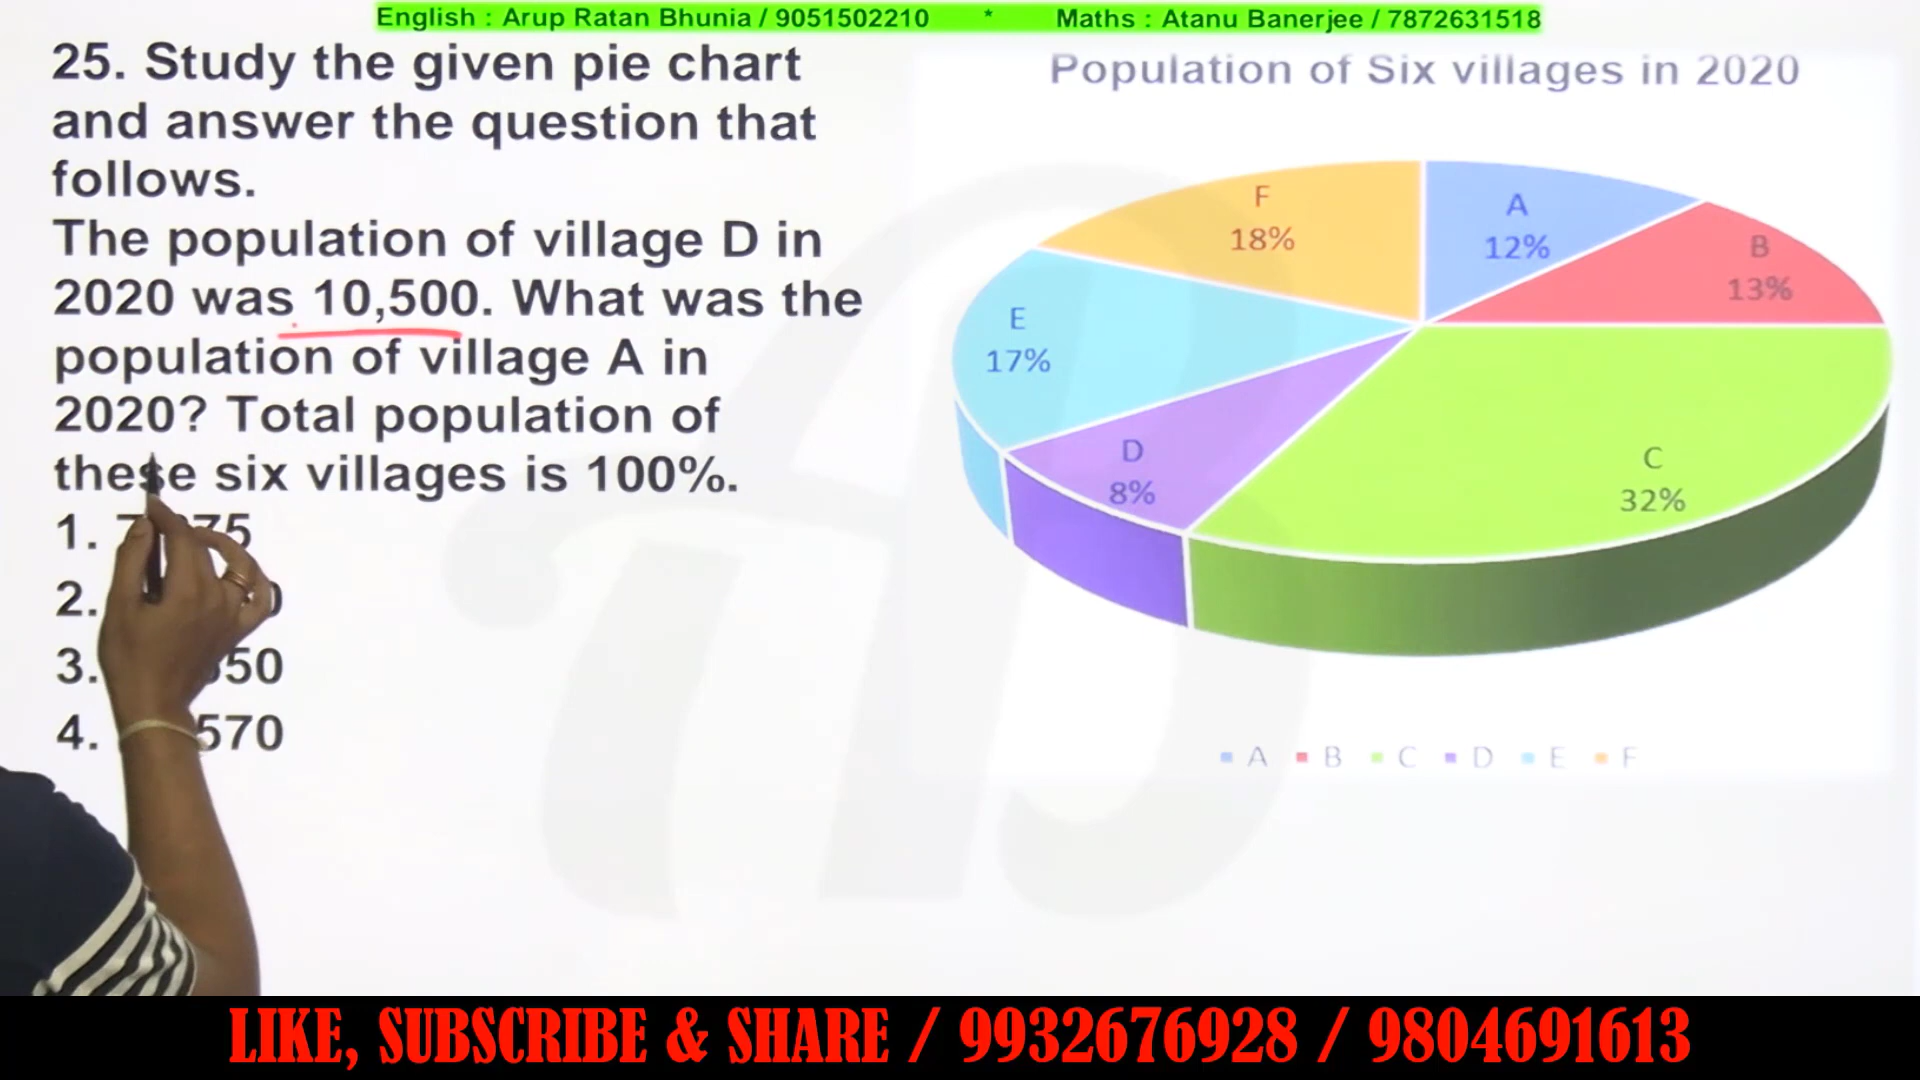 English : Arup Ratan Bhunia / 9051502210 * Maths : Atanu Banerjee / 7872631518
25. Study the given pie chart
and answer the question that
follows.
The population of village D in
2020 was 10,500. What was the
population of village A in
2020? Total population of
these six villages is 100%.
1.
2.
3.
4.
Population of Six villages in 2020
F
18%
A
12%
B
13%
E
17%
D
8%
C
32%
A B C D E F
LIKE, SUBSCRIBE & SHARE / 9932676928 / 9804691613